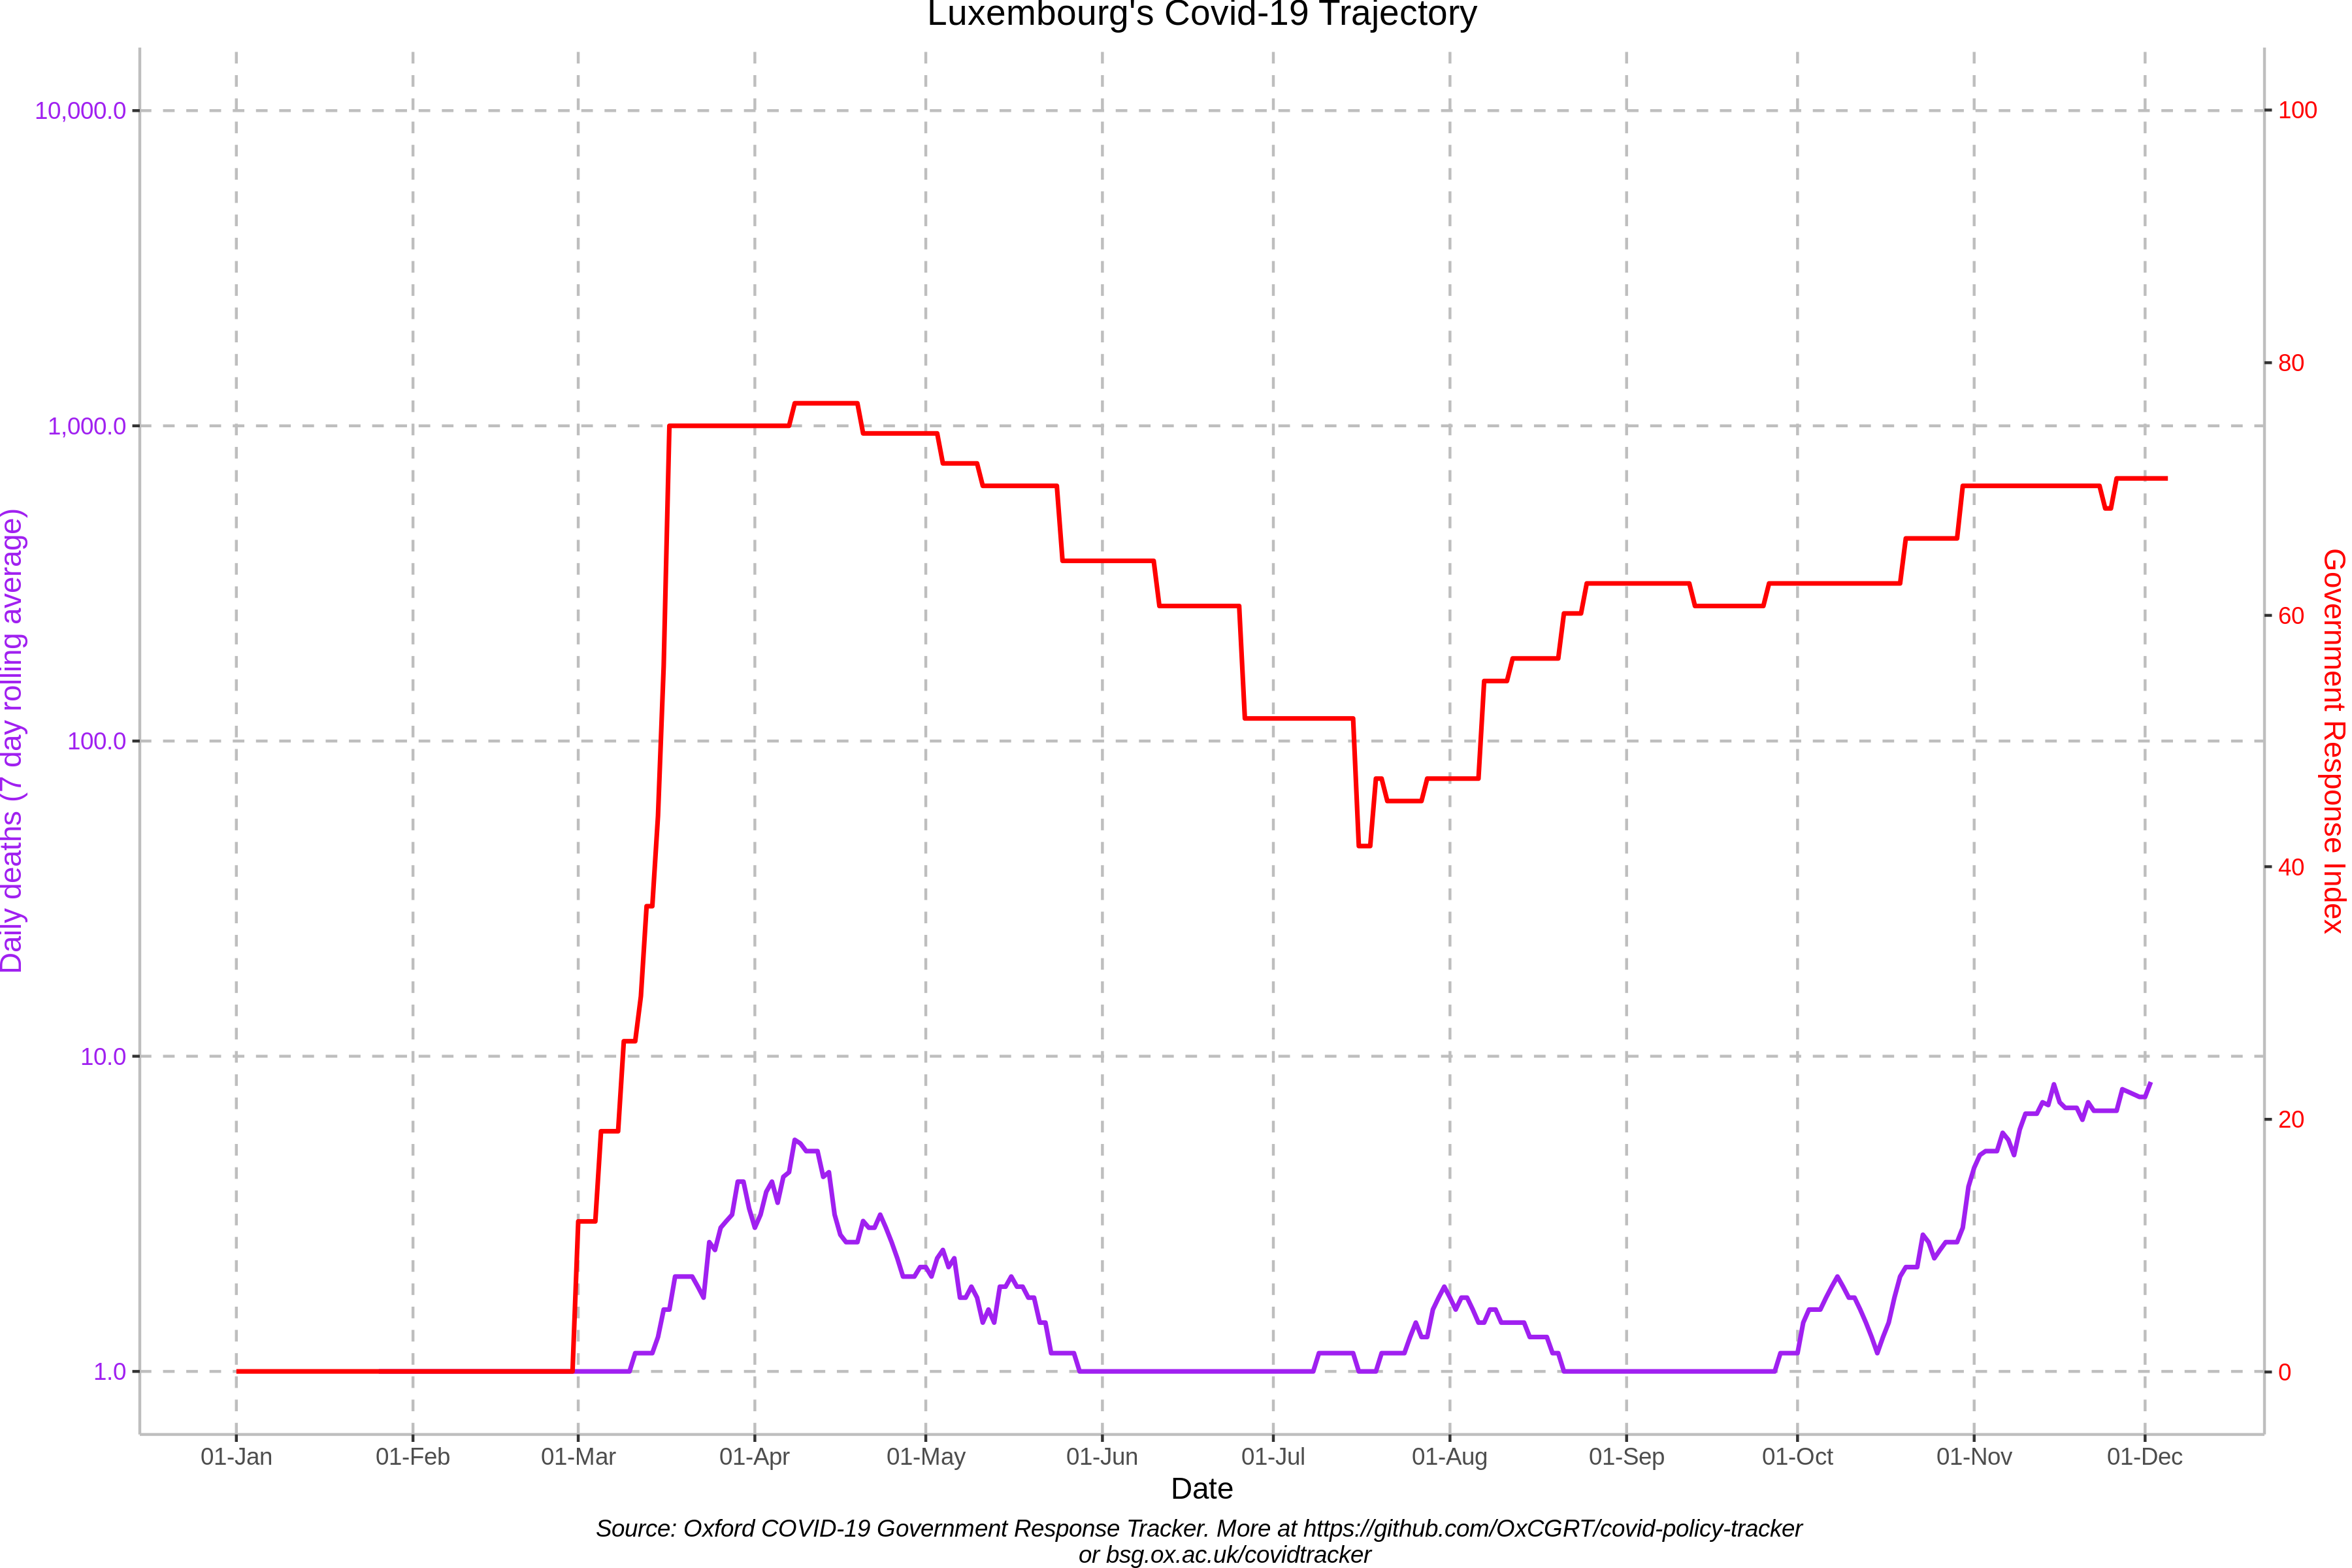 Luxembourg's Covid-19 Trajectory
Daily deaths (7 day rolling average)
10,000.0
1,000.0
100.0
10.0
1.0
100
80
60
40
20
0
Government Response Index
01-Jan 01-Feb 01-Mar 01-Apr 01-May 01-Jun 01-Jul 01-Aug 01-Sep 01-Oct 01-Nov 01-Dec
Date
Source: Oxford COVID-19 Government Response Tracker. More at https://github.com/OxCGRT/covid-policy-tracker
or bsg.ox.ac.uk/covidtracker